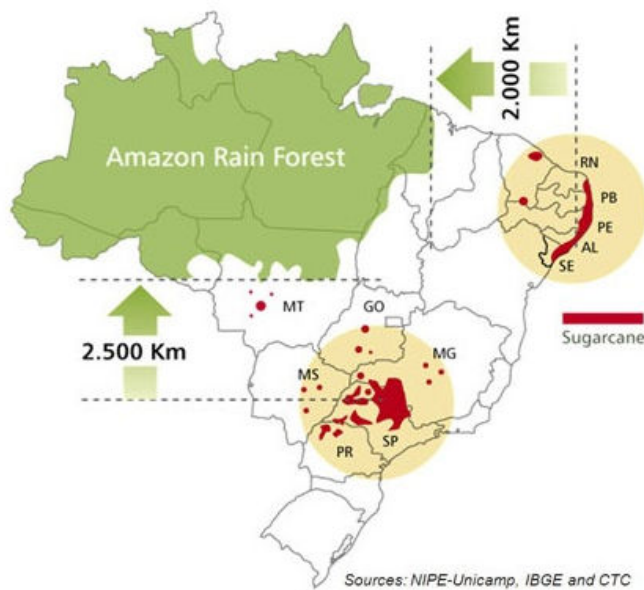 2.000 Km
Amazon Rain Forest
RN
PB
PE
AL
SE
MT
GO
Sugarcane
2.500 Km
MS
MG
SP
PR
Sources: NIPE-Unicamp, IBGE and CTC